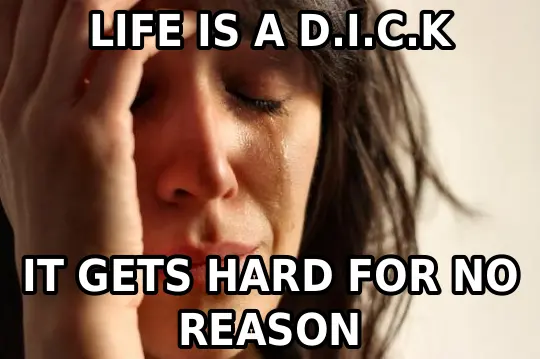 LIFE IS A D.I.C.K
IT GETS HARD FOR NO
REASON